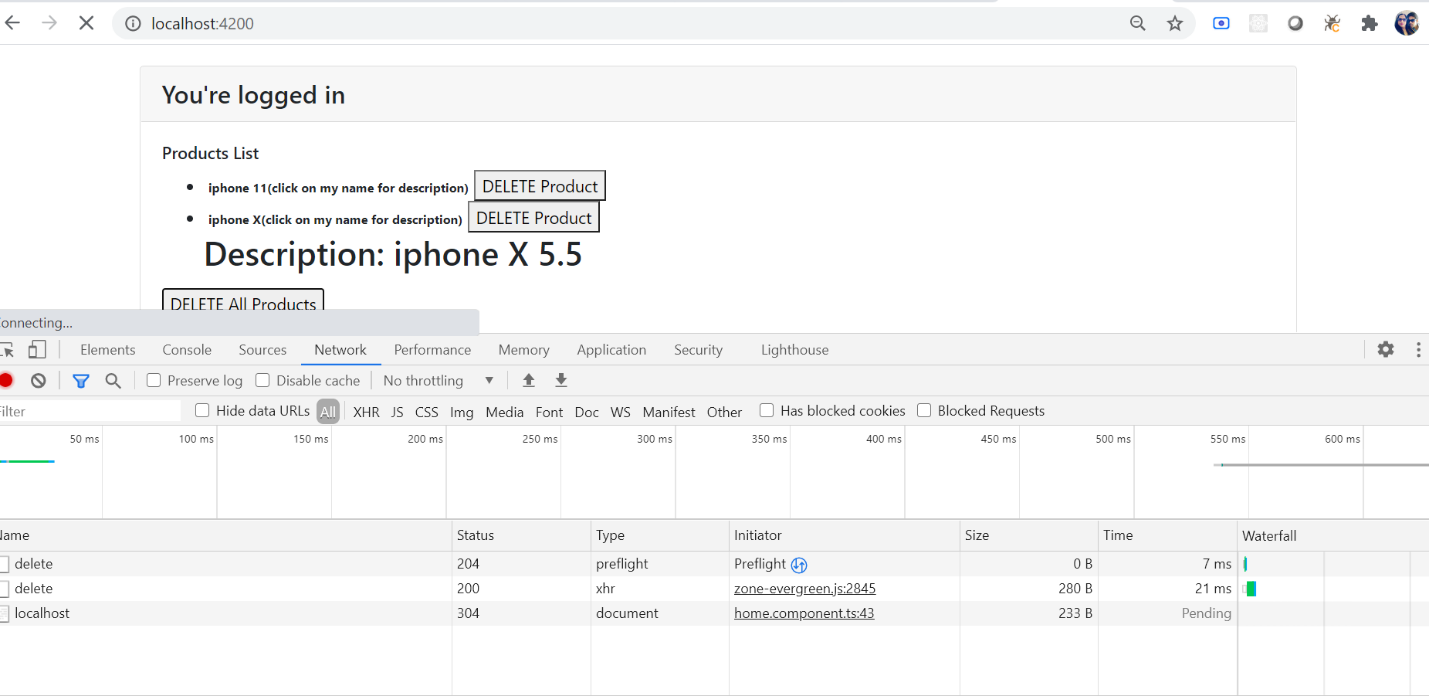 localhost:4200
You're logged in
Products List
iphone 11(click on my name for description) DELETE Product
iphone X(click on my name for description) DELETE Product
Description: iphone X 5.5
DELETE All Products
onnecting...
Elements Console Sources Network Performance Memory Application Security Lighthouse
Preserve log Disable cache No throttling
Filter Hide data URLs All XHR JS CSS Img Media Font Doc WS Manifest Other Has blocked cookies Blocked Requests
50 ms 100 ms 150 ms 200 ms 250 ms 300 ms 350 ms 400 ms 450 ms 500 ms 550 ms 600 ms
Name Status Type Initiator Size Time Waterfall
delete 204 preflight Preflight 0 B 7 ms
delete 200 xhr zone-evergreen.js:2845 280 B 21 ms
localhost 304 document home.component.ts:43 233 B Pending